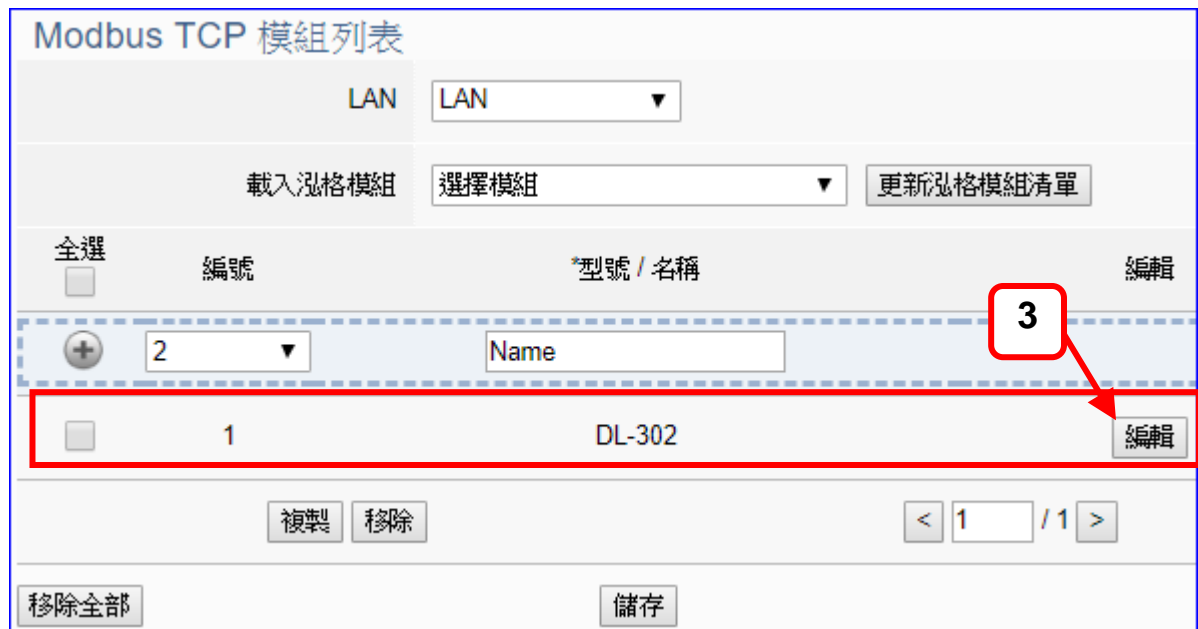 Modbus TCP 模組列表
LAN LAN ▼
載入泓格模組 選擇模組 ▼ 更新泓格模組清單
全選 編號 *型號 / 名稱 編輯
3
2 ▼ Name
1 DL-302 編輯
複製 移除 < 1 / 1 >
移除全部 儲存